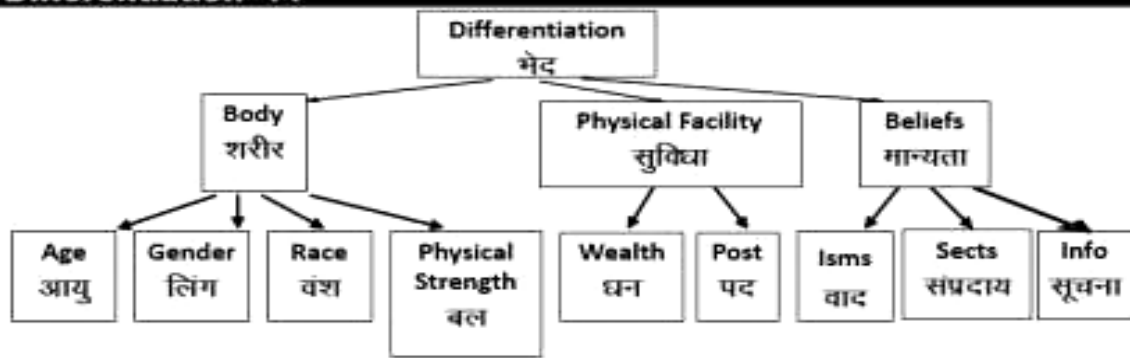 Differentiation
भेद
Body
शरीर
Physical Facility
सुविधा
Beliefs
मान्यता
Age
आयु
Gender
लिंग
Race
वंश
Physical
Strength
बल
Wealth
धन
Post
पद
Isms
वाद
Sects
संप्रदाय
Info
सूचना